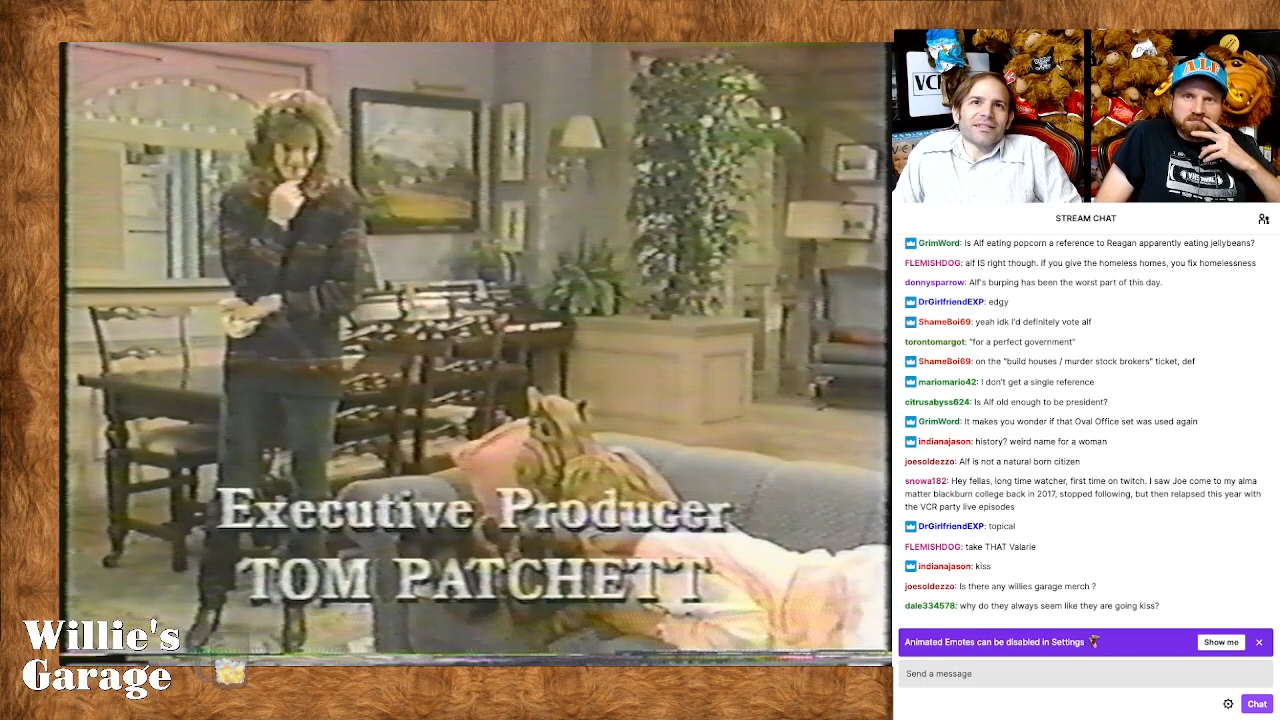 VCR
ALF
VHS
STREAM CHAT
GrimWord: Is Alf eating popcorn a reference to Reagan apparently eating jellybeans?
FLEMISHDOG: alf IS right though. if you give the homeless homes, you fix homelessness
donnysparrow: Alf's burping has been the worst part of this day.
DrGirlfriendEXP: edgy
ShameBoi69: yeah idk I'd definitely vote alf
torontomargot: "for a perfect government"
ShameBoi69: on the "build houses / murder stock brokers" ticket, def
mariomario42: I don't get a single reference
citrusabyss624: Is Alf old enough to be president?
GrimWord: It makes you wonder if that Oval Office set was used again
indianajason: history? weird name for a woman
joesoldezzo: Alf is not a natural born citizen
snowa182: Hey fellas, long time watcher, first time on twitch. I saw Joe come to my alma
matter blackburn college back in 2017, stopped following, but then relapsed this year with
the VCR party live episodes
DrGirlfriendEXP: topical
FLEMISHDOG: take THAT Valarie
indianajason: kiss
joesoldezzo: Is there any willies garage merch ?
dale334578: why do they always seem like they are going kiss?
Animated Emotes can be disabled in Settings
Show me
Send a message
Chat
Executive Producer
TOM PATCHETT
Willie's
Garage